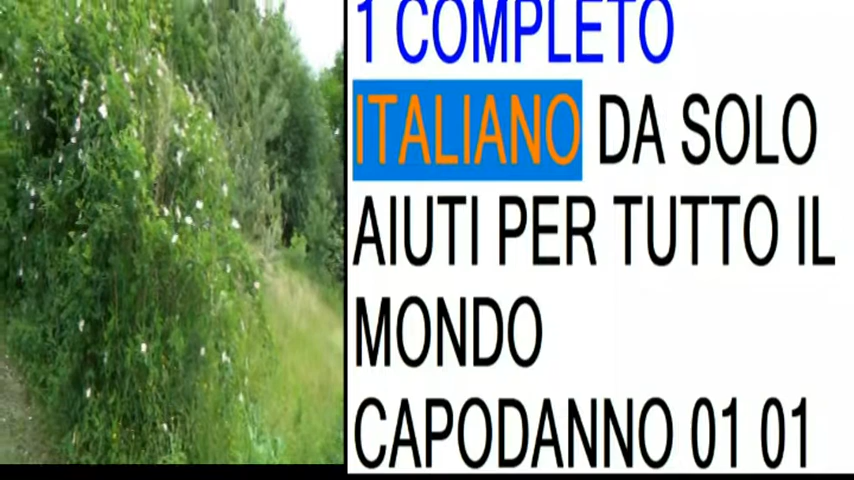 1 COMPLETO
ITALIANO DA SOLO
AIUTI PER TUTTO IL
MONDO
CAPODANNO 01 01